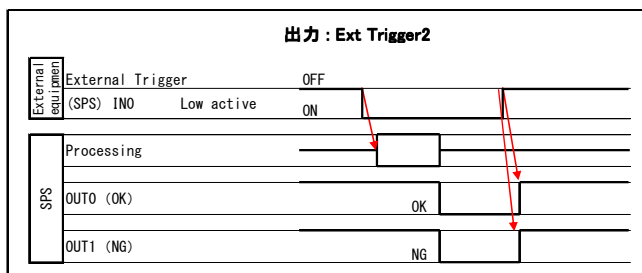 出力 : Ext Trigger2
External equipmen
External Trigger OFF
(SPS) IN0 Low active ON
SPS
Processing
OUT0 (OK) OK
OUT1 (NG) NG